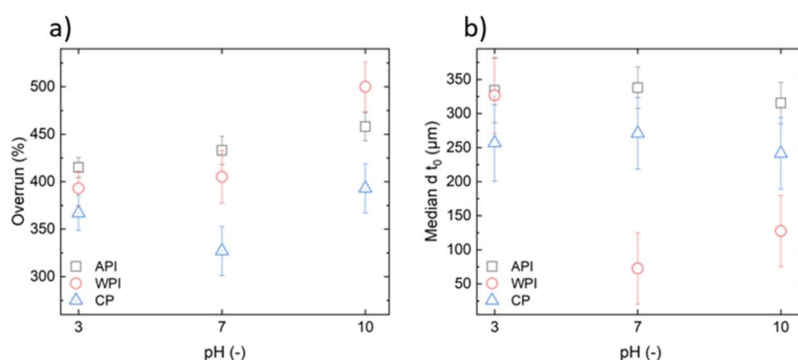 a)
Overrun (%)
500
450
400
350
300
API
WPI
CP
3
7
10
pH (-)
b)
Median d t₀ (µm)
350
300
250
200
150
100
50
API
WPI
CP
3
7
10
pH (-)